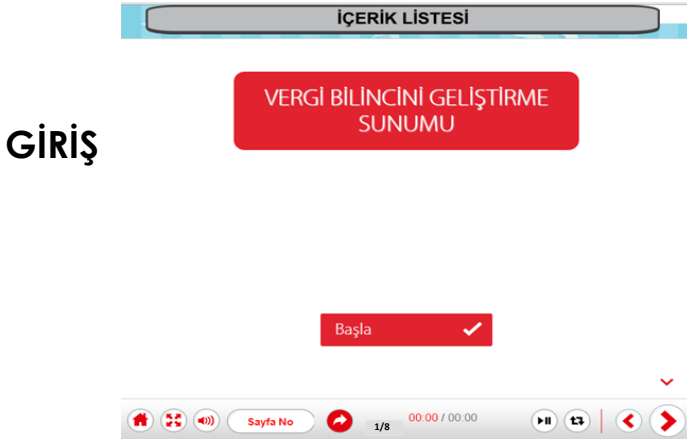 İÇERİK LİSTESİ
VERGİ BİLİNCİNİ GELİŞTİRME
SUNUMU
GİRİŞ
Başla
Sayfa No
1/8
00:00 / 00:00